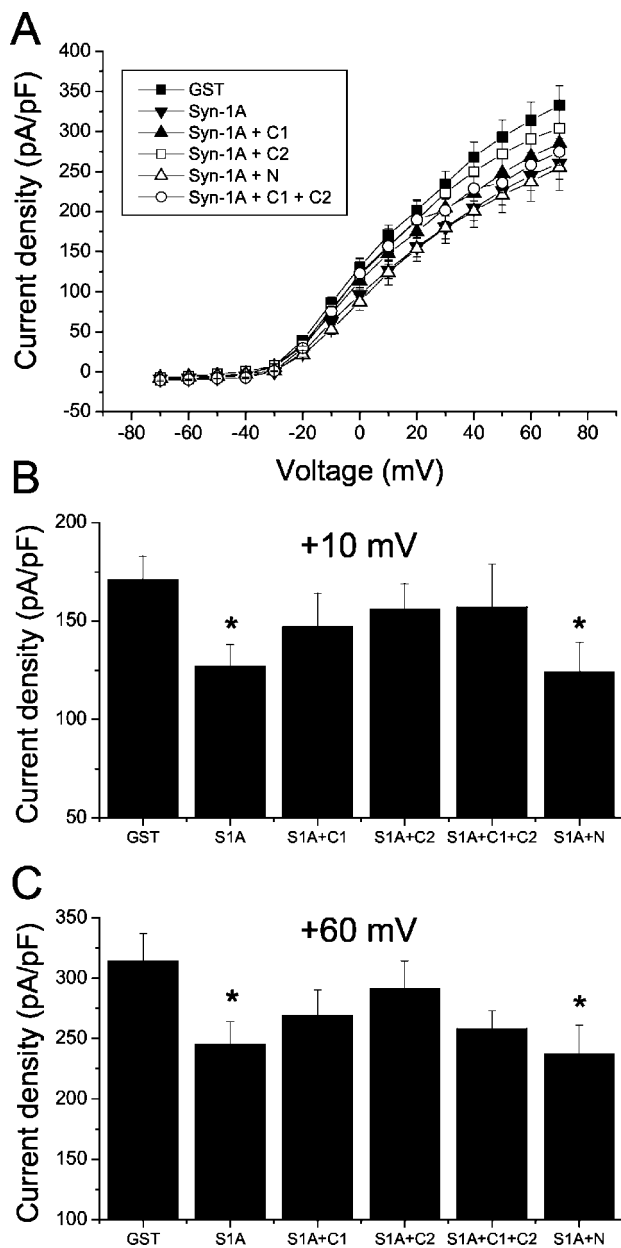 A
Current density (pA/pF)
400
350
300
250
200
150
100
50
0
-50
GST
Syn-1A
Syn-1A + C1
Syn-1A + C2
Syn-1A + N
Syn-1A + C1 + C2
-80 -60 -40 -20 0 20 40 60 80
Voltage (mV)
B
Current density (pA/pF)
200
150
100
50
+10 mV
* *
GST S1A S1A+C1 S1A+C2 S1A+C1+C2 S1A+N
C
Current density (pA/pF)
350
300
250
200
150
100
+60 mV
* *
GST S1A S1A+C1 S1A+C2 S1A+C1+C2 S1A+N